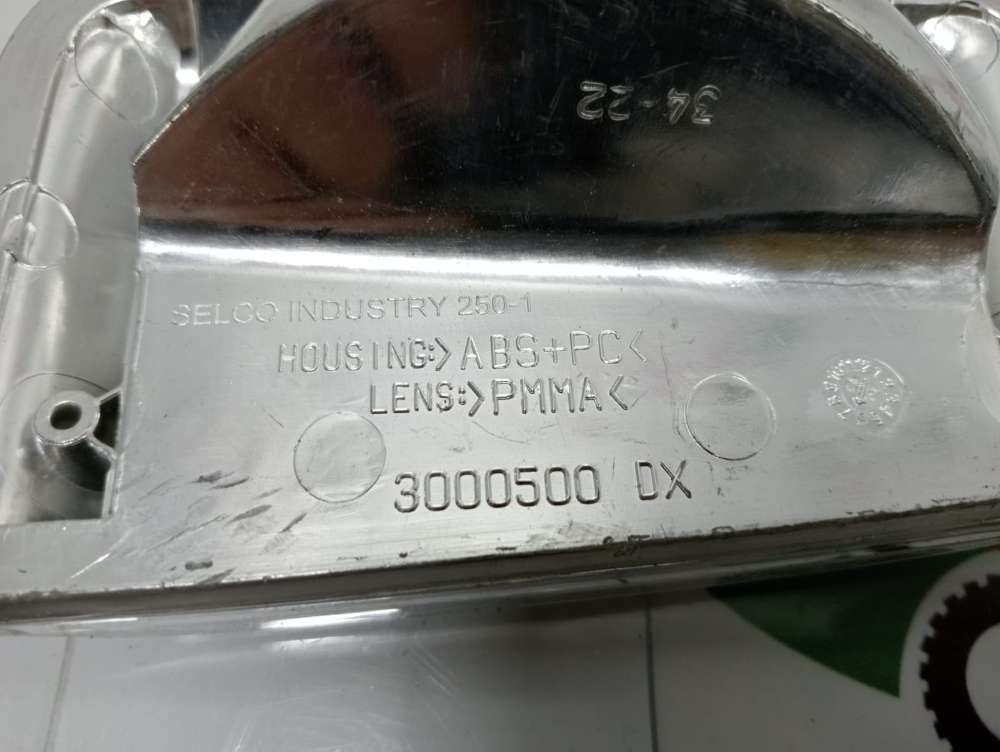 34-22
SELCO INDUSTRY 250-1
HOUSING:>ABS+PC<
LENS:>PMMA<
3000500 DX